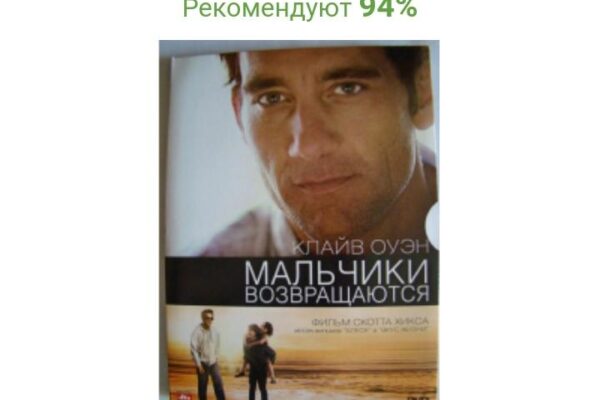 Рекомендуют 94%
КЛАЙВ ОУЭН
МАЛЬЧИКИ
ВОЗВРАЩАЮТСЯ
ФИЛЬМ СКОТТА ХИКСА